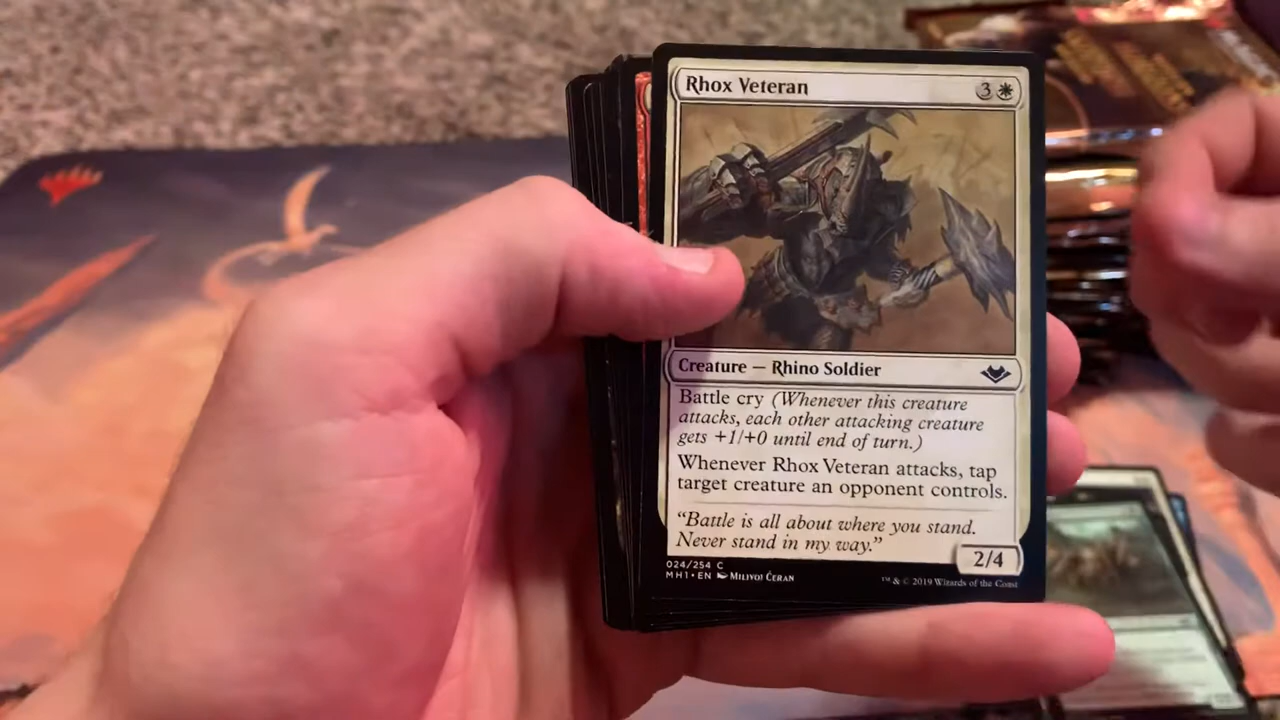 Rhox Veteran 3
Creature — Rhino Soldier
Battle cry (Whenever this creature
attacks, each other attacking creature
gets +1/+0 until end of turn.)
Whenever Rhox Veteran attacks, tap
target creature an opponent controls.
"Battle is all about where you stand.
Never stand in my way."
2/4
024/254 C
MH1 • EN Milivoj Ćeran
™ & © 2019 Wizards of the Coast